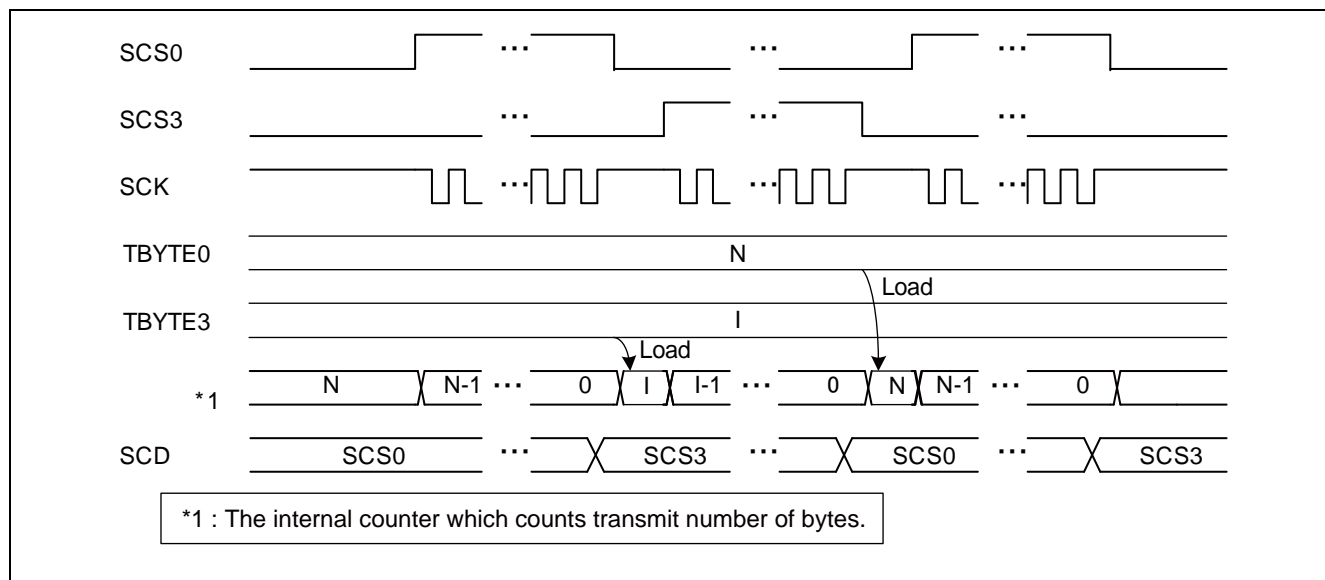 SCS0 ... ... ... ...
SCS3 ... ... ...
SCK ... ... ...
TBYTE0 N
Load
TBYTE3 I
Load
*1 N N-1 ... 0 I I-1 ... 0 N N-1 ... 0
SCD SCS0 ... SCS3 ... SCS0 ... SCS3
*1 : The internal counter which counts transmit number of bytes.